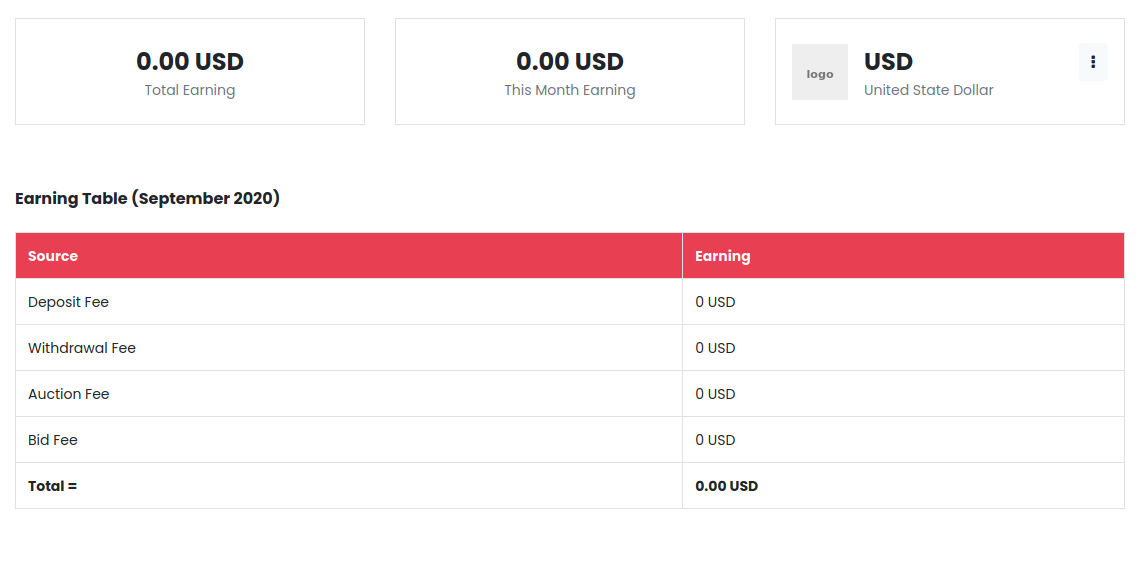 0.00 USD
Total Earning
0.00 USD
This Month Earning
logo
USD
United State Dollar
Earning Table (September 2020)
Source Earning
Deposit Fee 0 USD
Withdrawal Fee 0 USD
Auction Fee 0 USD
Bid Fee 0 USD
Total = 0.00 USD